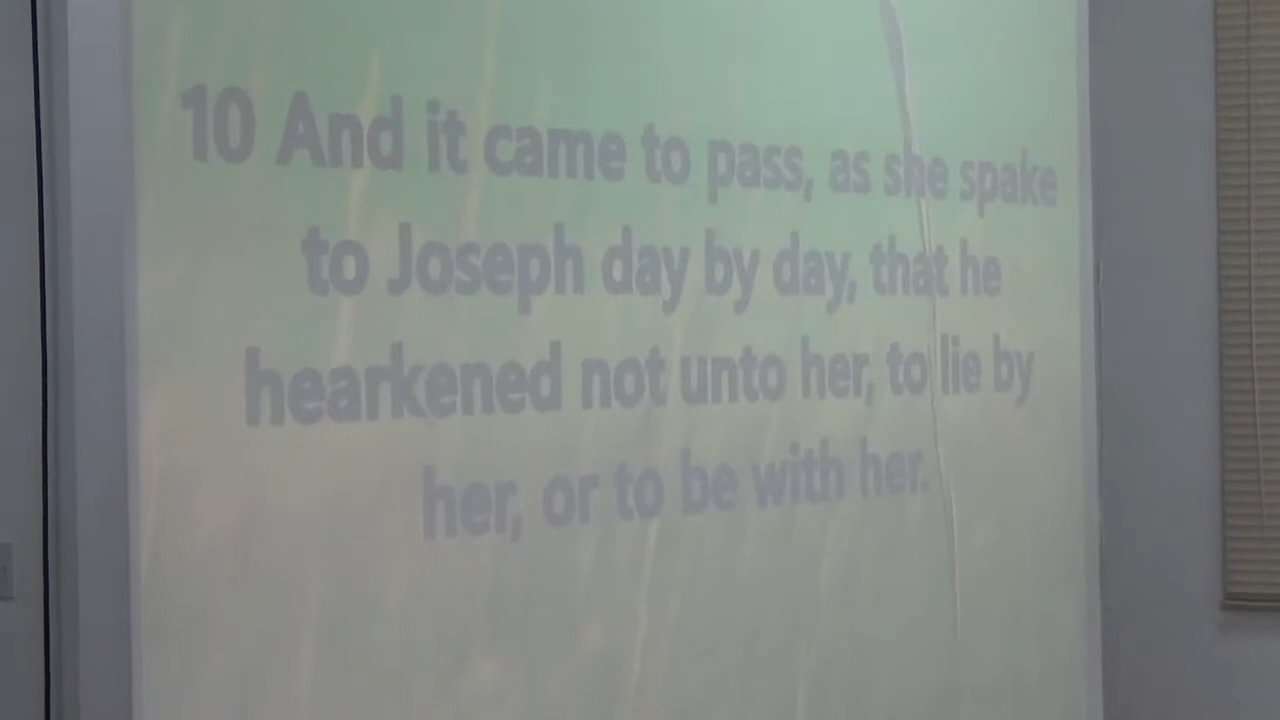 10 And it came to pass, as she spake
to Joseph day by day, that he
hearkened not unto her, to lie by
her, or to be with her.